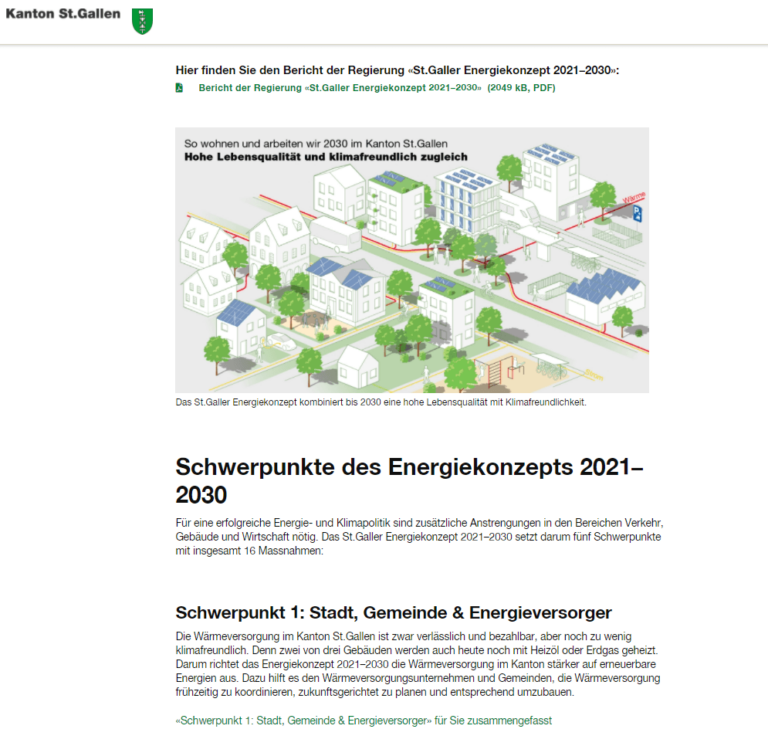 Kanton St.Gallen
Hier finden Sie den Bericht der Regierung «St.Galler Energiekonzept 2021–2030»:
Bericht der Regierung «St.Galler Energiekonzept 2021–2030» (2049 kB, PDF)
So wohnen und arbeiten wir 2030 im Kanton St.Gallen
Hohe Lebensqualität und klimafreundlich zugleich
Wärme
Das St.Galler Energiekonzept kombiniert bis 2030 eine hohe Lebensqualität mit Klimafreundlichkeit.
Schwerpunkte des Energiekonzepts 2021–
2030
Für eine erfolgreiche Energie- und Klimapolitik sind zusätzliche Anstrengungen in den Bereichen Verkehr,
Gebäude und Wirtschaft nötig. Das St.Galler Energiekonzept 2021–2030 setzt darum fünf Schwerpunkte
mit insgesamt 16 Massnahmen:
Schwerpunkt 1: Stadt, Gemeinde & Energieversorger
Die Wärmeversorgung im Kanton St.Gallen ist zwar verlässlich und bezahlbar, aber noch zu wenig
klimafreundlich. Denn zwei von drei Gebäuden werden auch heute noch mit Heizöl oder Erdgas geheizt.
Darum richtet das Energiekonzept 2021–2030 die Wärmeversorgung im Kanton stärker auf erneuerbare
Energien aus. Dazu hilft es den Wärmeversorgungsunternehmen und Gemeinden, die Wärmeversorgung
frühzeitig zu koordinieren, zukunftsgerichtet zu planen und entsprechend umzubauen.
«Schwerpunkt 1: Stadt, Gemeinde & Energieversorger» für Sie zusammengefasst